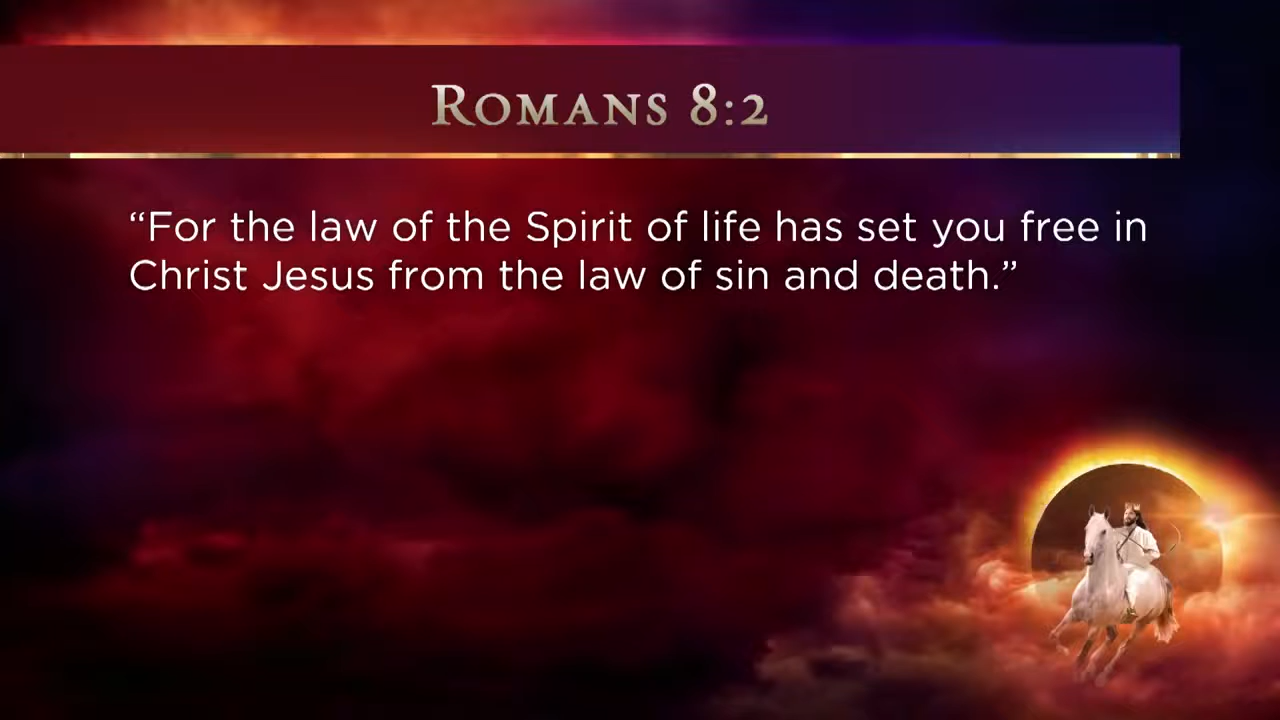 Romans 8:2
“For the law of the Spirit of life has set you free in
Christ Jesus from the law of sin and death.”